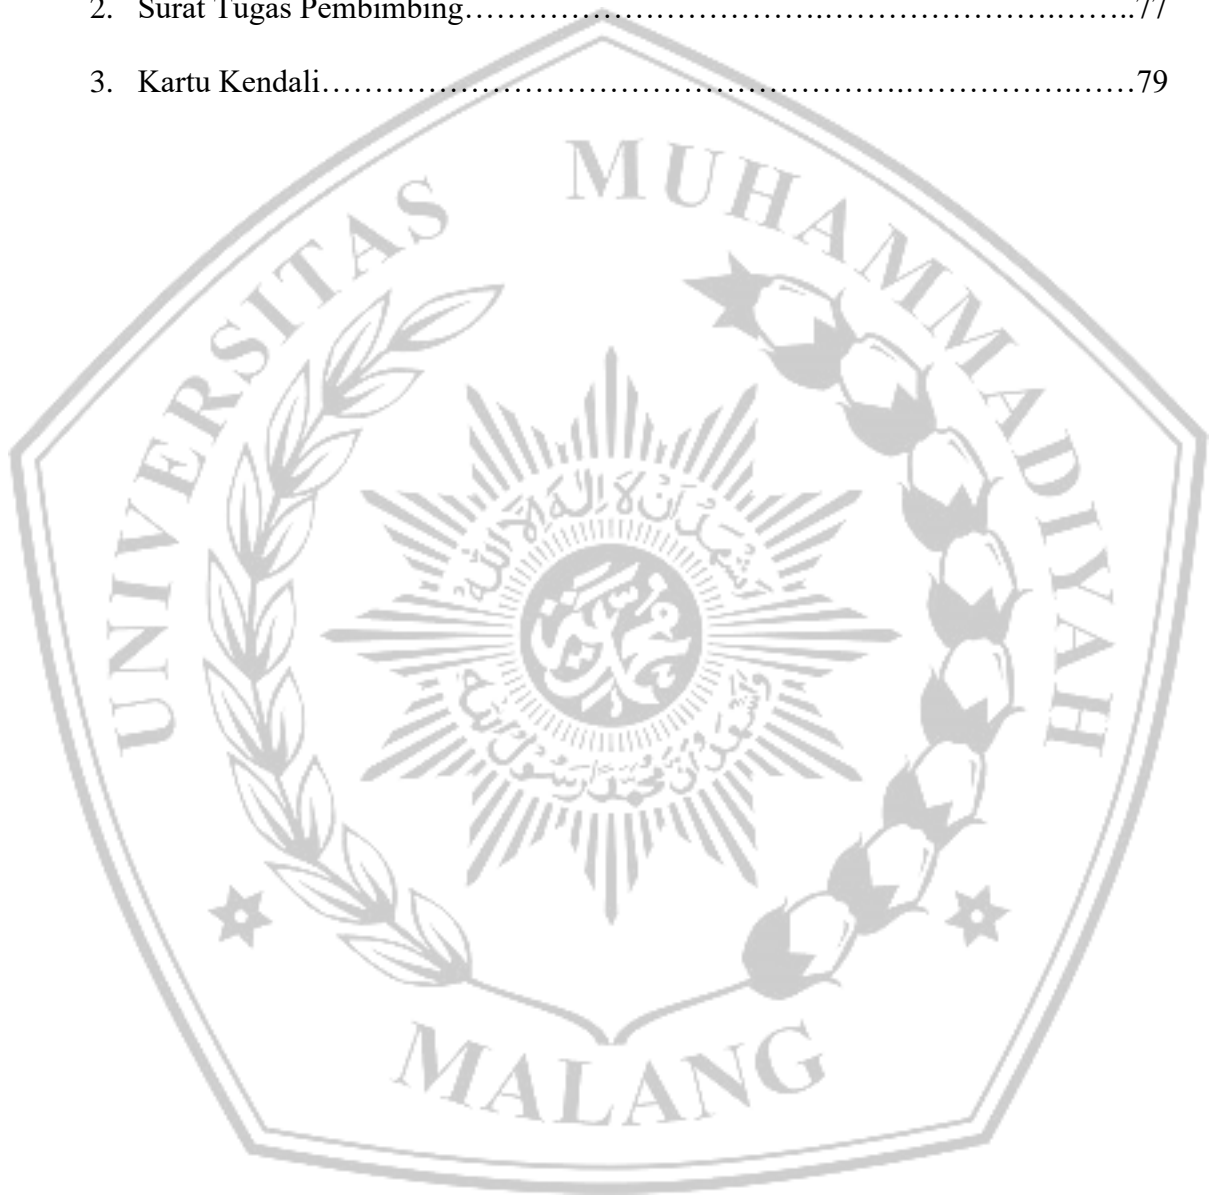 2. Surat Tugas Pembimbing……………………………….…………………….……..77
3. Kartu Kendali…………………………………………………….…………….……79
UNIVERSITAS MUHAMMADIYAH
MALANG